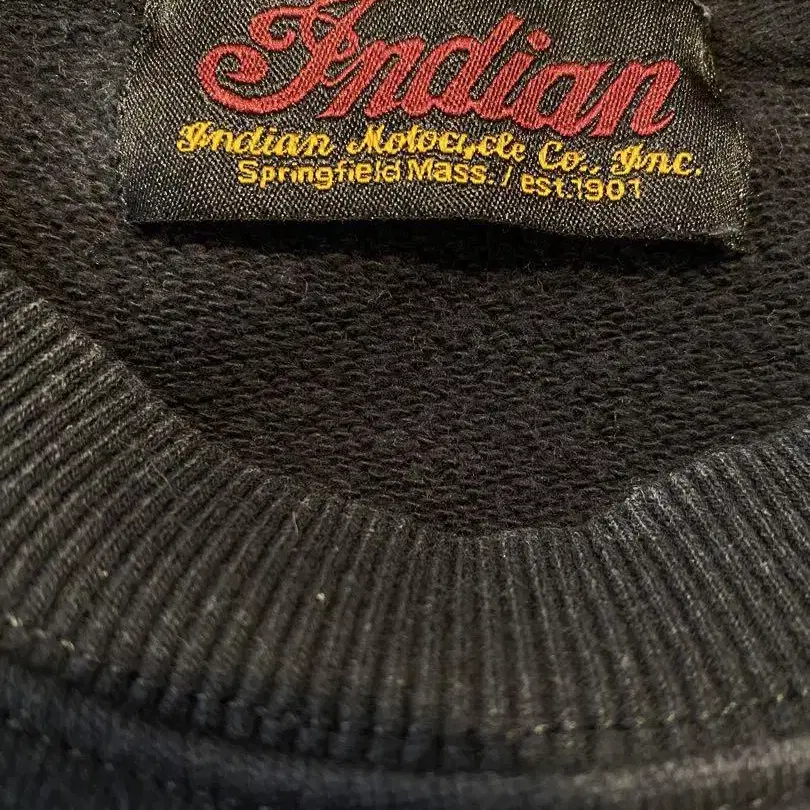 Indian
Indian Motocycle Co., Inc.
Springfield Mass. / est.1901